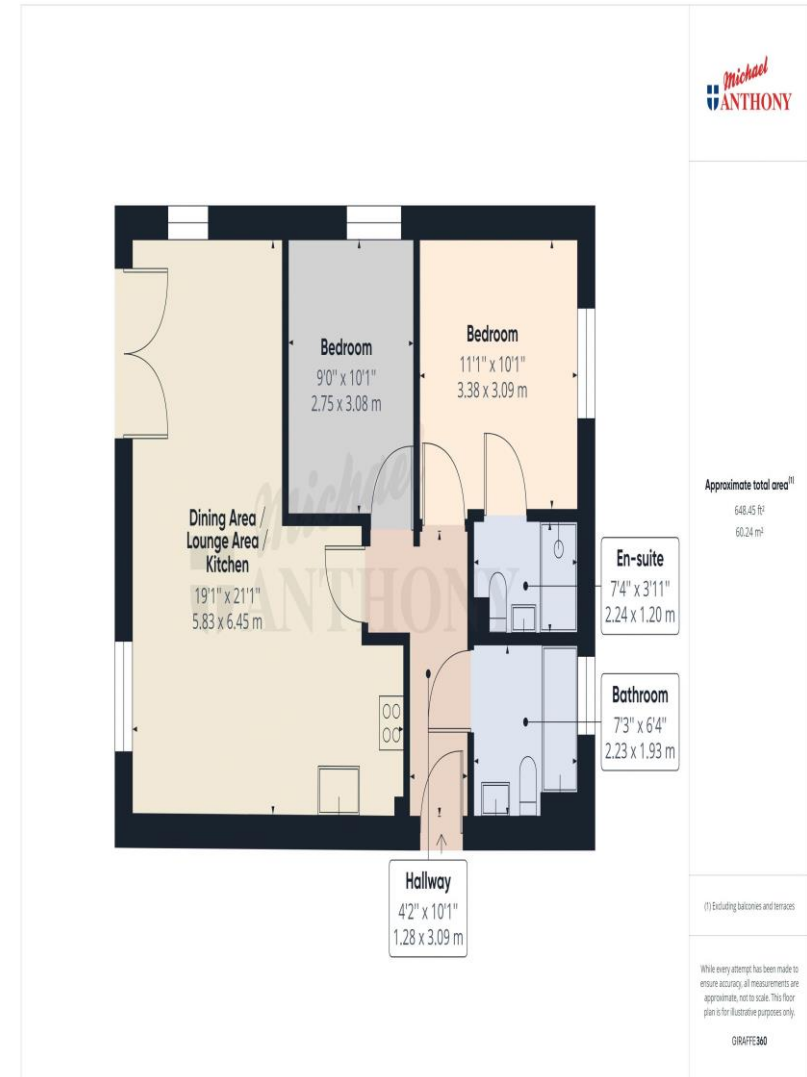 Michael
ANTHONY
Bedroom
9'0" x 10'1"
2.75 x 3.08 m
Bedroom
11'1" x 10'1"
3.38 x 3.09 m
Dining Area /
Lounge Area /
Kitchen
19'1" x 21'1"
5.83 x 6.45 m
Michael
ANTHONY
En-suite
7'4" x 3'11"
2.24 x 1.20 m
Bathroom
7'3" x 6'4"
2.23 x 1.93 m
Hallway
4'2" x 10'1"
1.28 x 3.09 m
Approximate total area(1)
648.45 ft²
60.24 m²
(1) Excluding balconies and terraces
While every attempt has been made to
ensure accuracy, all measurements are
approximate, not to scale. This floor
plan is for illustrative purposes only.
GIRAFFE360